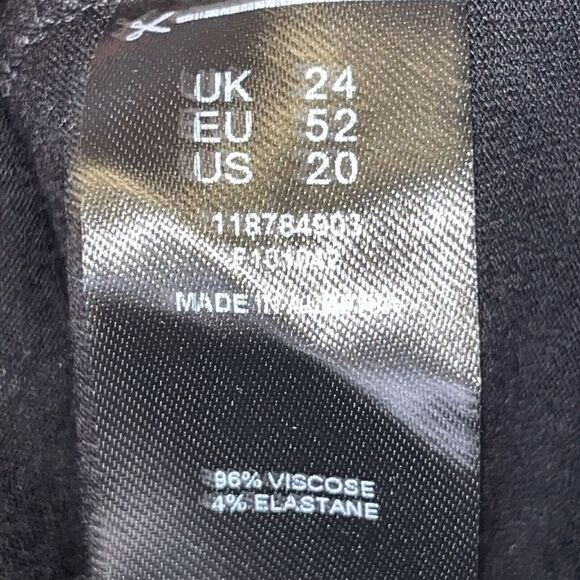 UK 24
EU 52
US 20
118784903
MADE IN
96% VISCOSE
4% ELASTANE